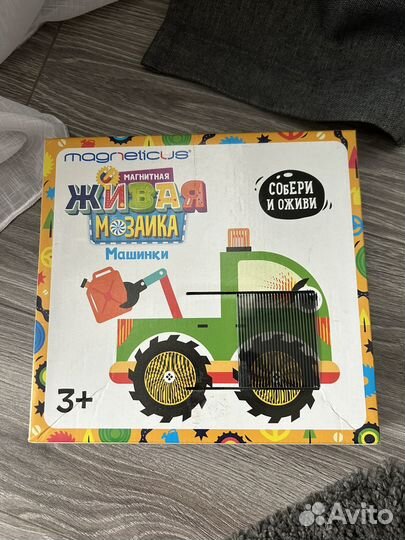 magneticus®
МАГНИТНАЯ
ЖИВАЯ
МОЗАИКА
Машинки
СОБЕРИ
И ОЖИВИ
3+
Avito